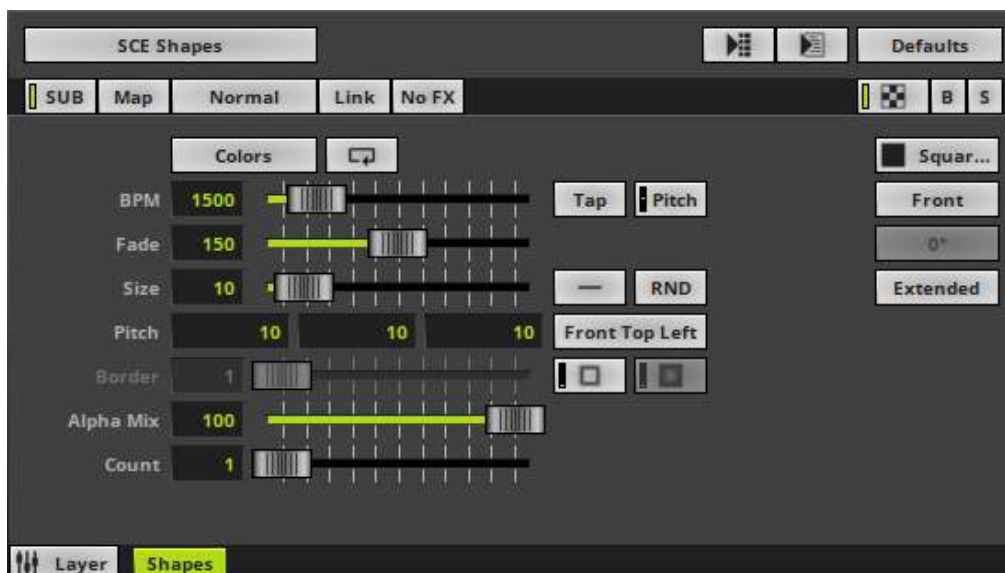 SCE Shapes Defaults
SUB Map Normal Link No FX B S
Colors Squar...
BPM 1500 Tap Pitch Front
Fade 150 0°
Size 10 RND Extended
Pitch 10 10 10 Front Top Left
Border 1
Alpha Mix 100
Count 1
Layer Shapes